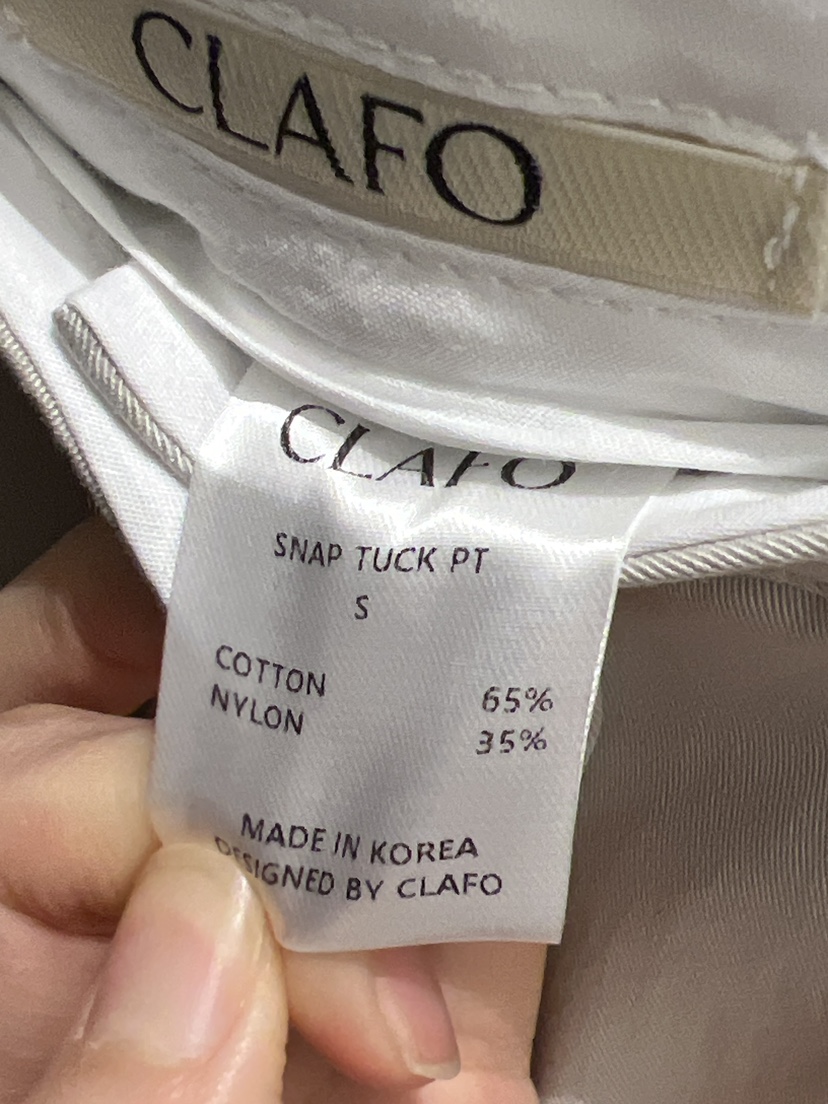 CLAFO
CLAFO
SNAP TUCK PT
S
COTTON 65%
NYLON 35%
MADE IN KOREA
DESIGNED BY CLAFO